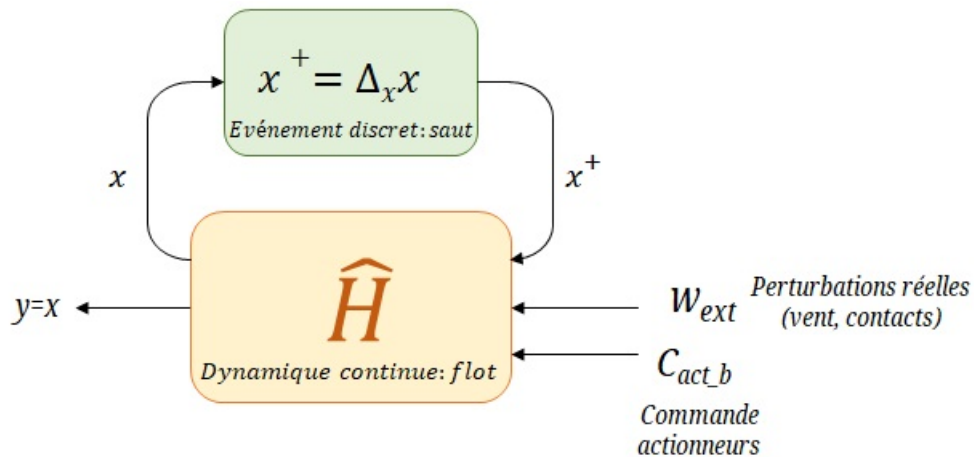 x⁺ = Δₓx
Evénement discret: saut
x
x⁺
Ĥ
Dynamique continue: flot
y=x
w_ext
Perturbations réelles
(vent, contacts)
C_act_b
Commande
actionneurs